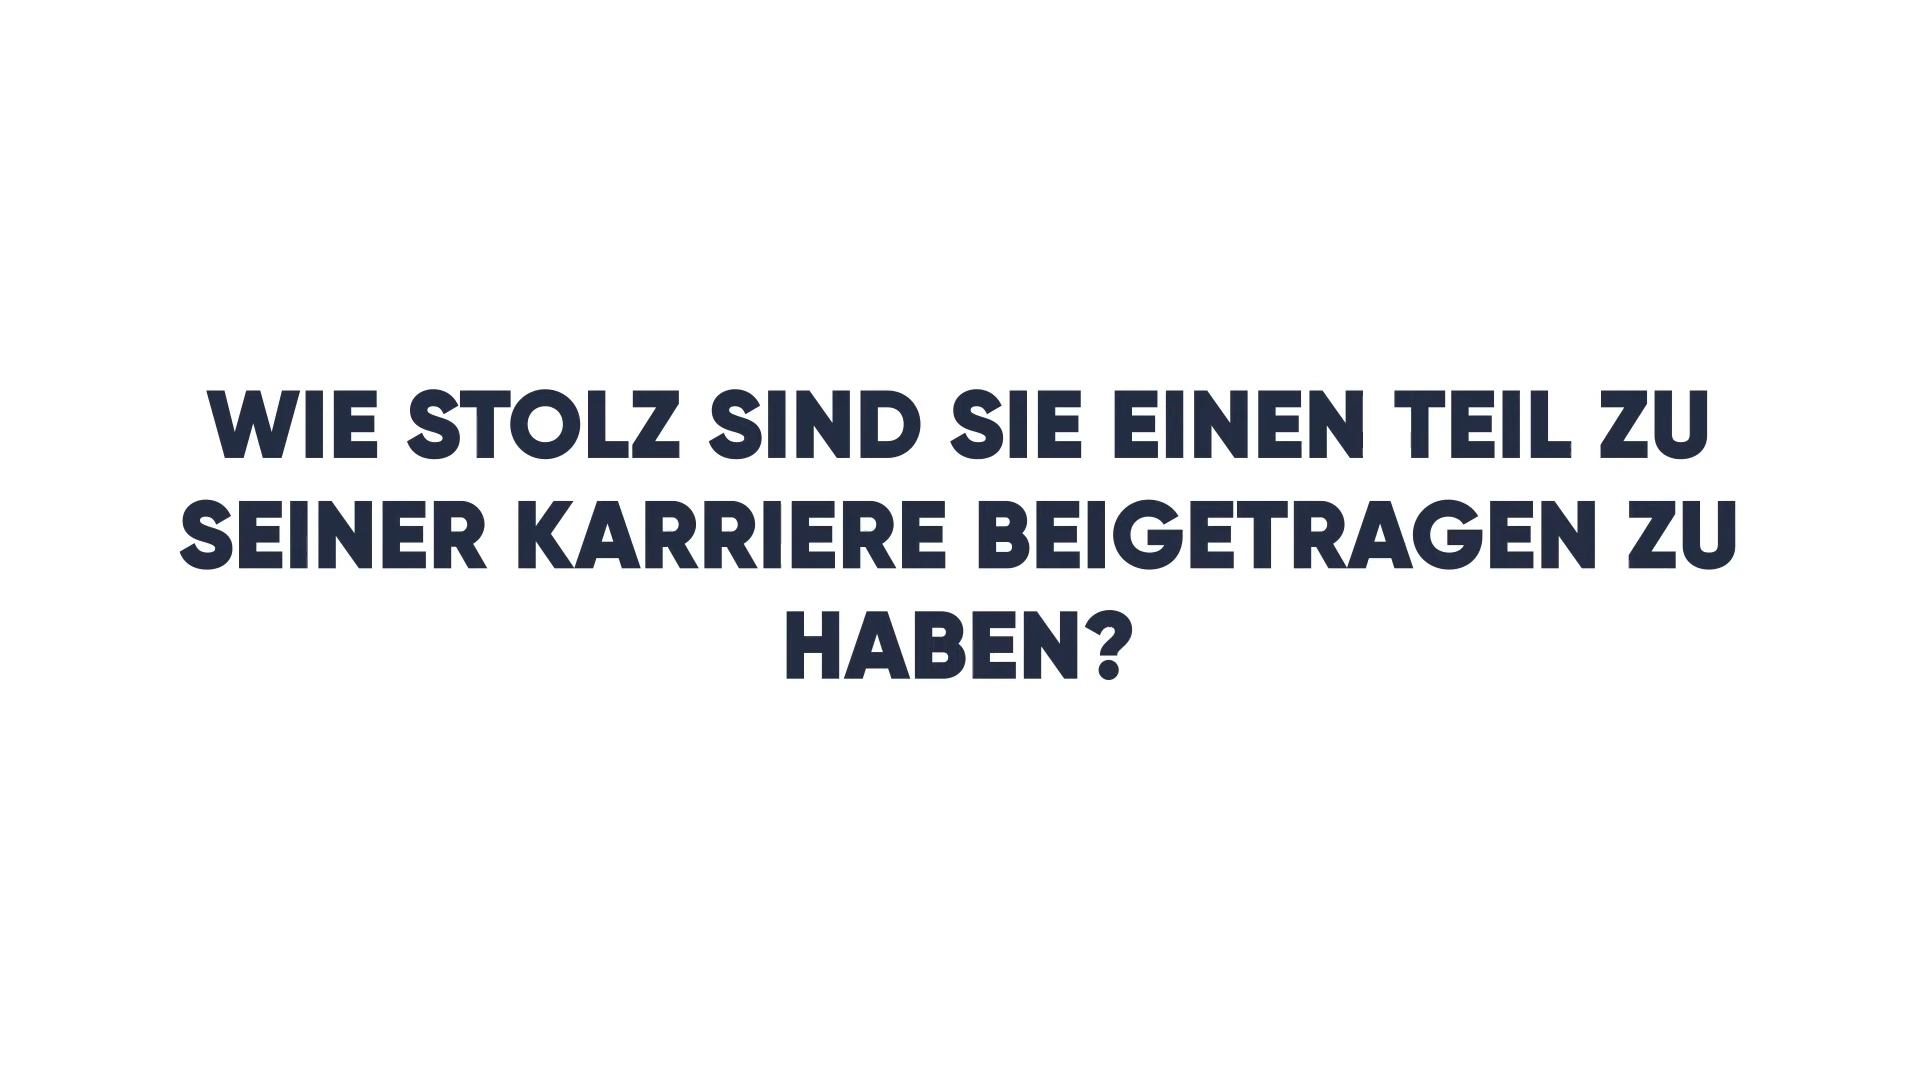 WIE STOLZ SIND SIE EINEN TEIL ZU
SEINER KARRIERE BEIGETRAGEN ZU
HABEN?